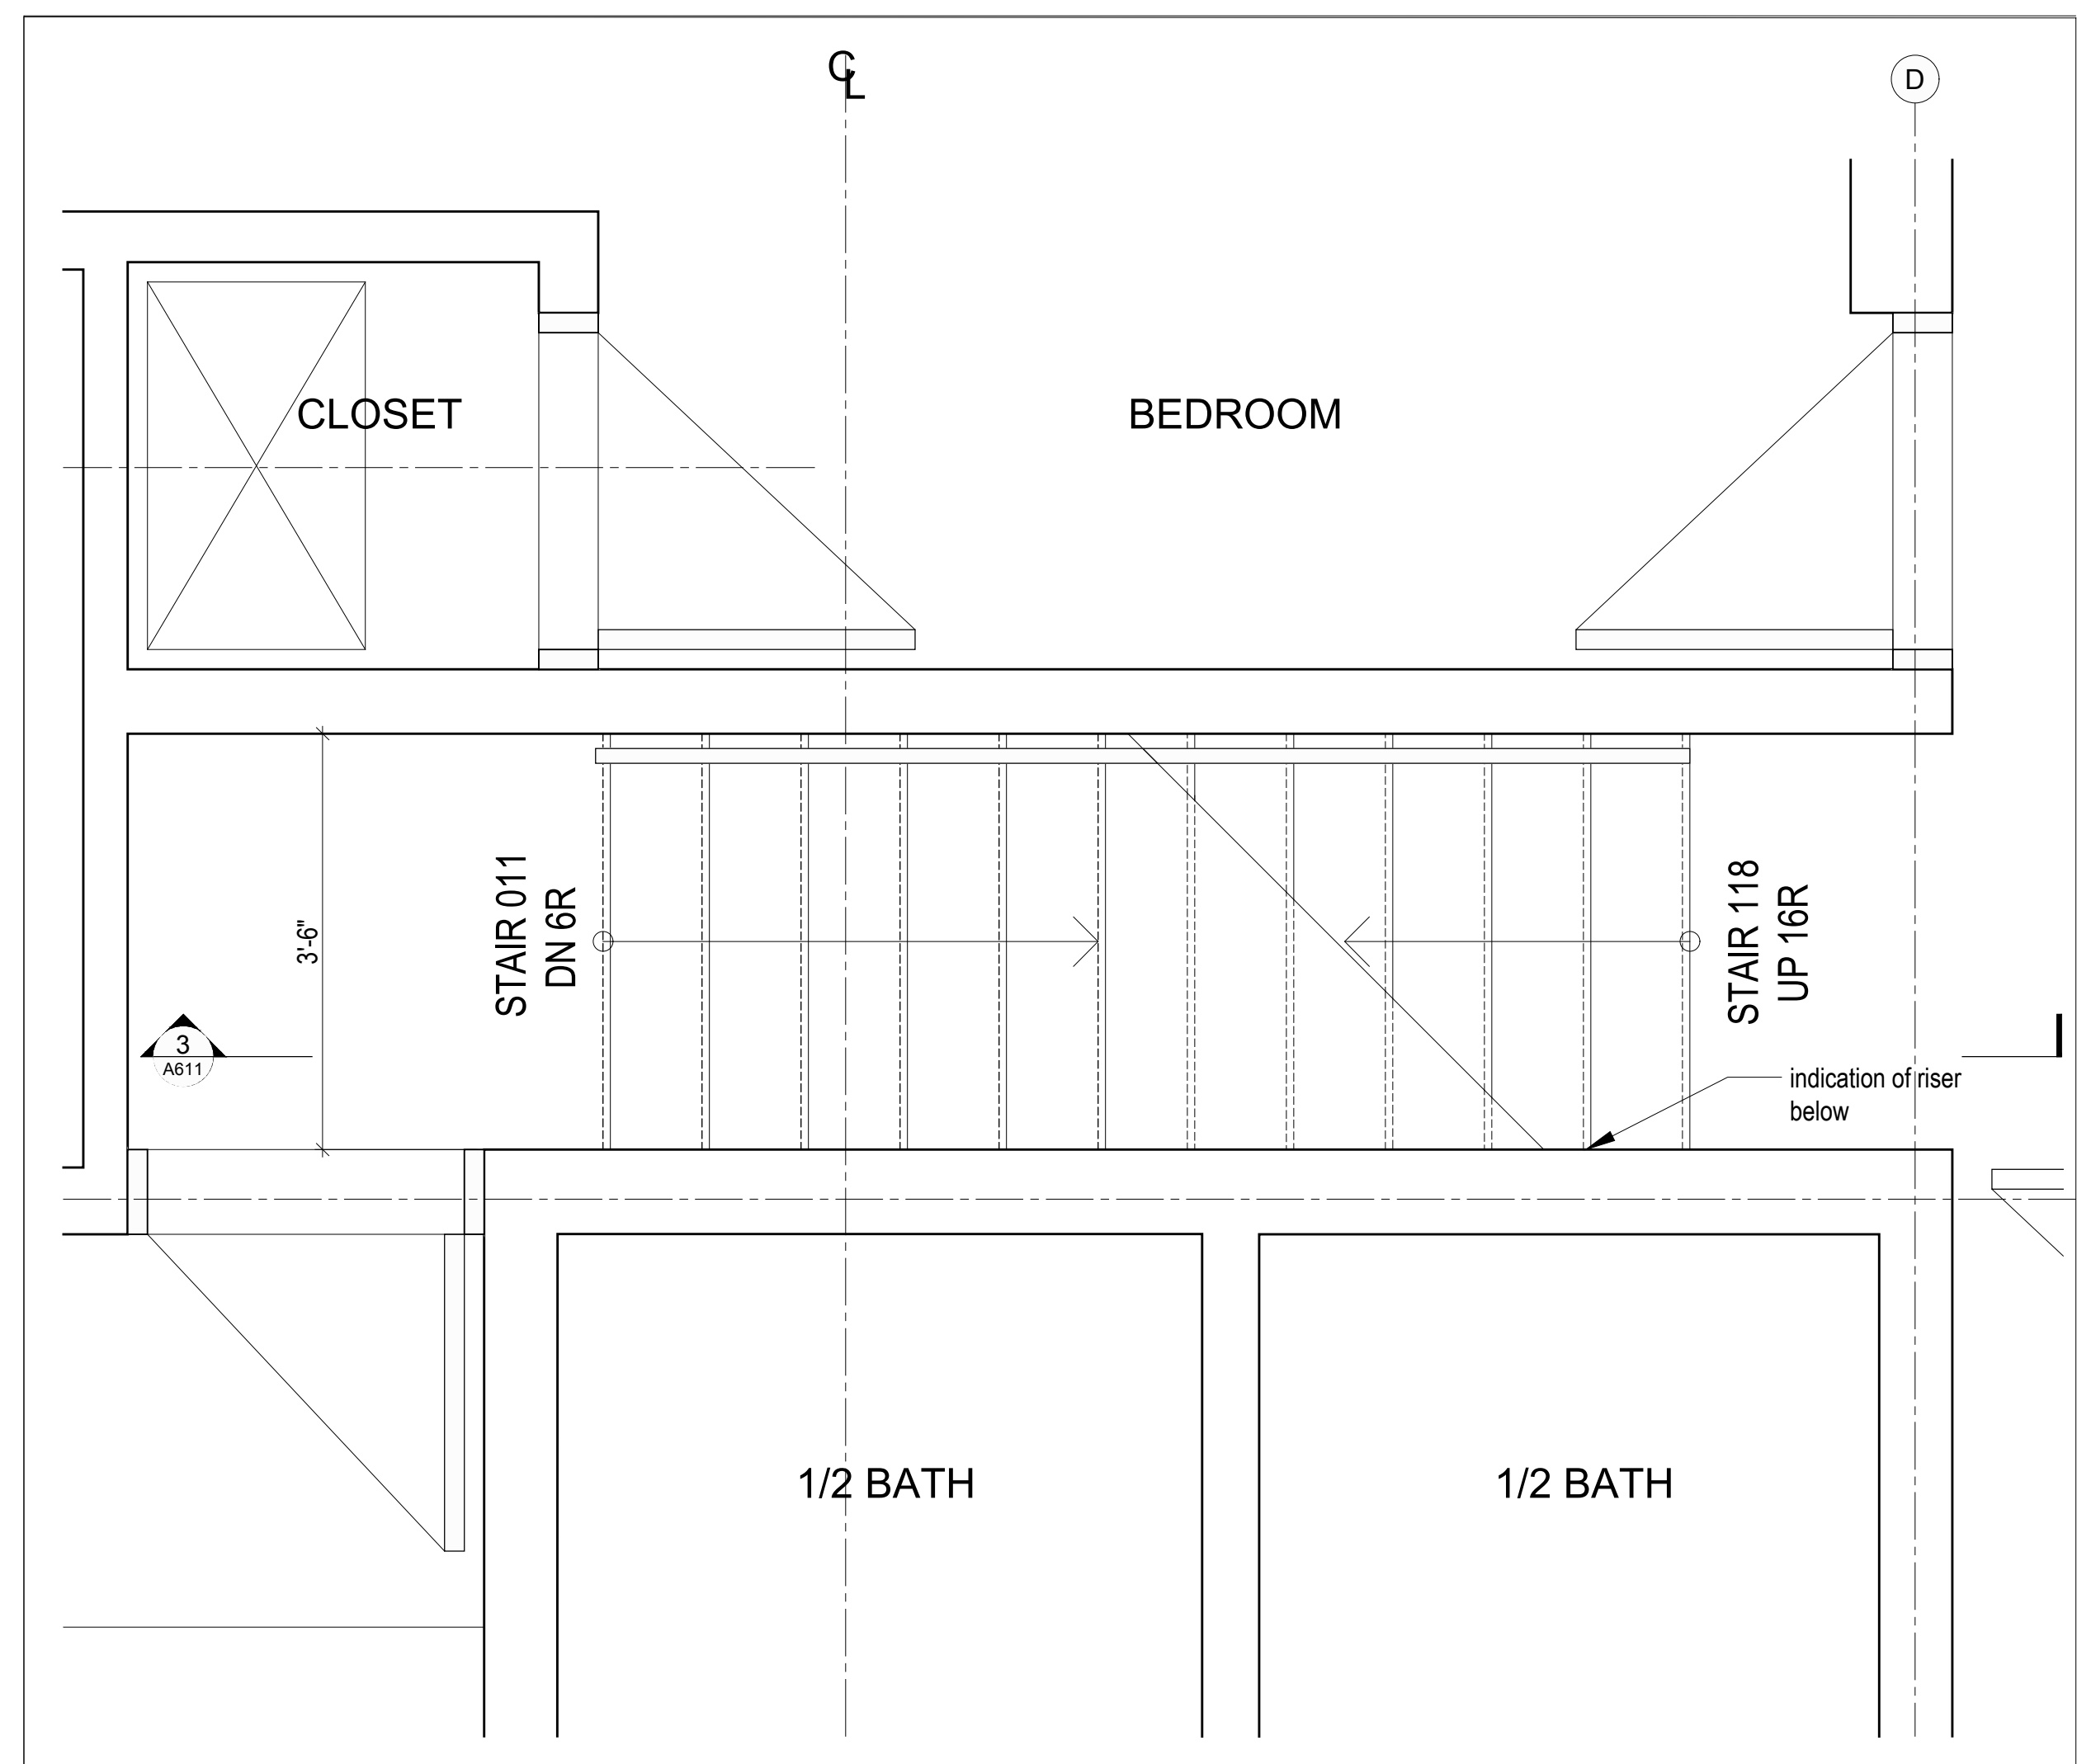 CL
D
CLOSET
BEDROOM
STAIR 011
DN 6R
3'-6"
STAIR 118
UP 16R
3
A611
indication of riser
below
1/2 BATH
1/2 BATH